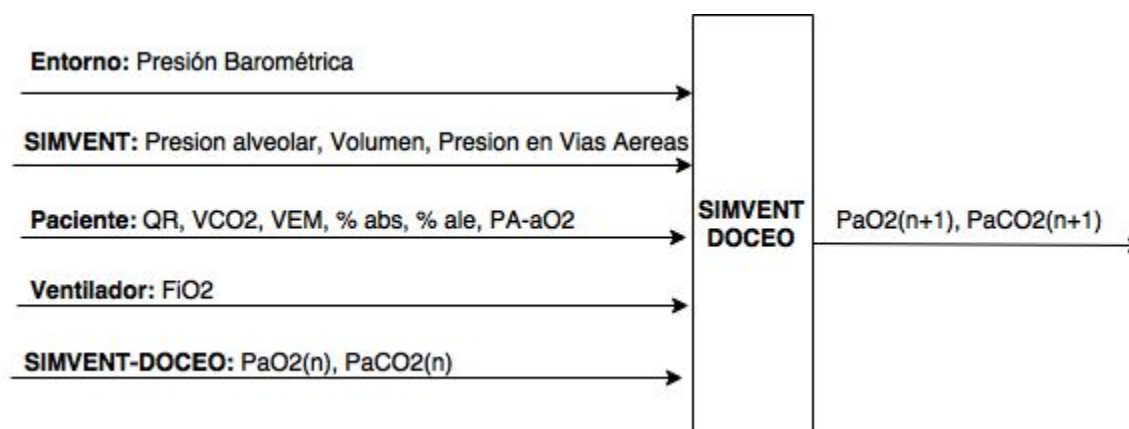 Entorno: Presión Barométrica
SIMVENT: Presion alveolar, Volumen, Presion en Vias Aereas
Paciente: QR, VCO2, VEM, % abs, % ale, PA-aO2
Ventilador: FiO2
SIMVENT-DOCEO: PaO2(n), PaCO2(n)
SIMVENT
DOCEO
PaO2(n+1), PaCO2(n+1)